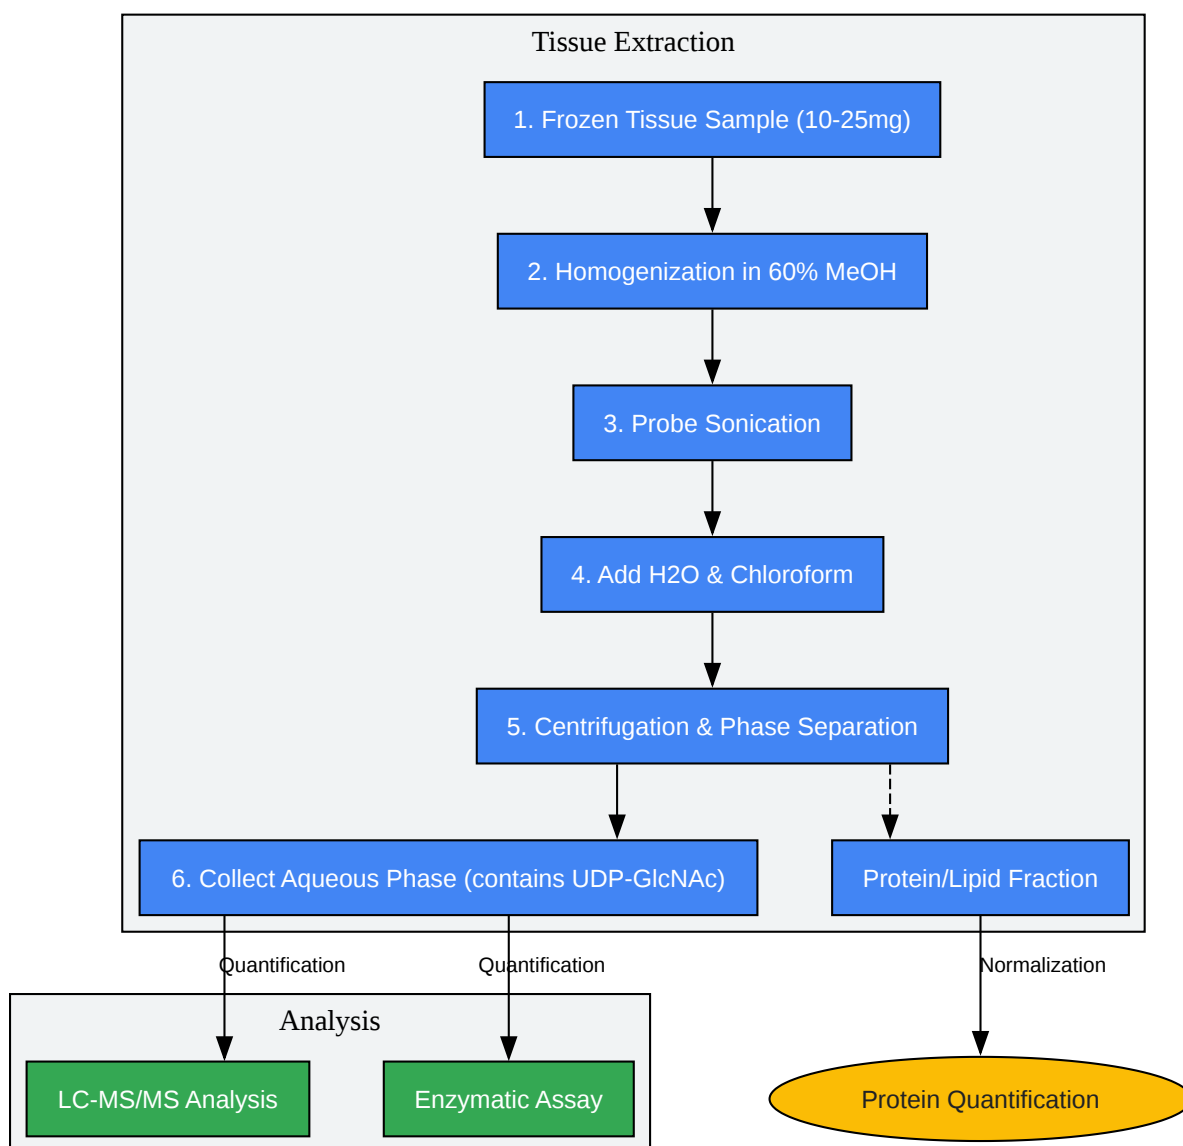 Tissue Extraction
1. Frozen Tissue Sample (10-25mg)
2. Homogenization in 60% MeOH
3. Probe Sonication
4. Add H2O & Chloroform
5. Centrifugation & Phase Separation
6. Collect Aqueous Phase (contains UDP-GlcNAc)
Protein/Lipid Fraction
Quantification
Quantification
Normalization
Analysis
LC-MS/MS Analysis
Enzymatic Assay
Protein Quantification